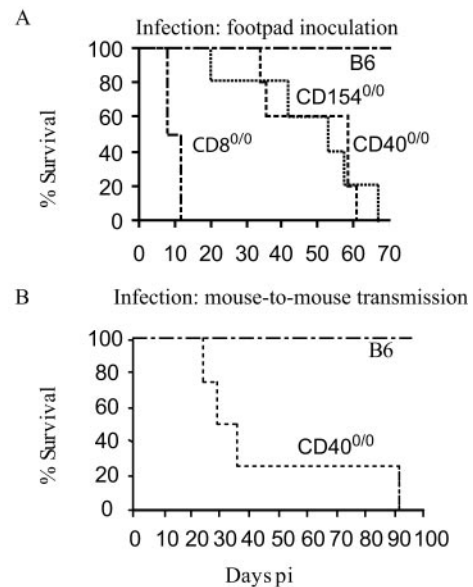 A
Infection: footpad inoculation
% Survival
100
80
60
40
20
0
B6
CD154^0/0
CD8^0/0
CD40^0/0
0 10 20 30 40 50 60 70
B
Infection: mouse-to-mouse transmission
% Survival
100
80
60
40
20
0
B6
CD40^0/0
0 10 20 30 40 50 60 70 80 90 100
Days pi